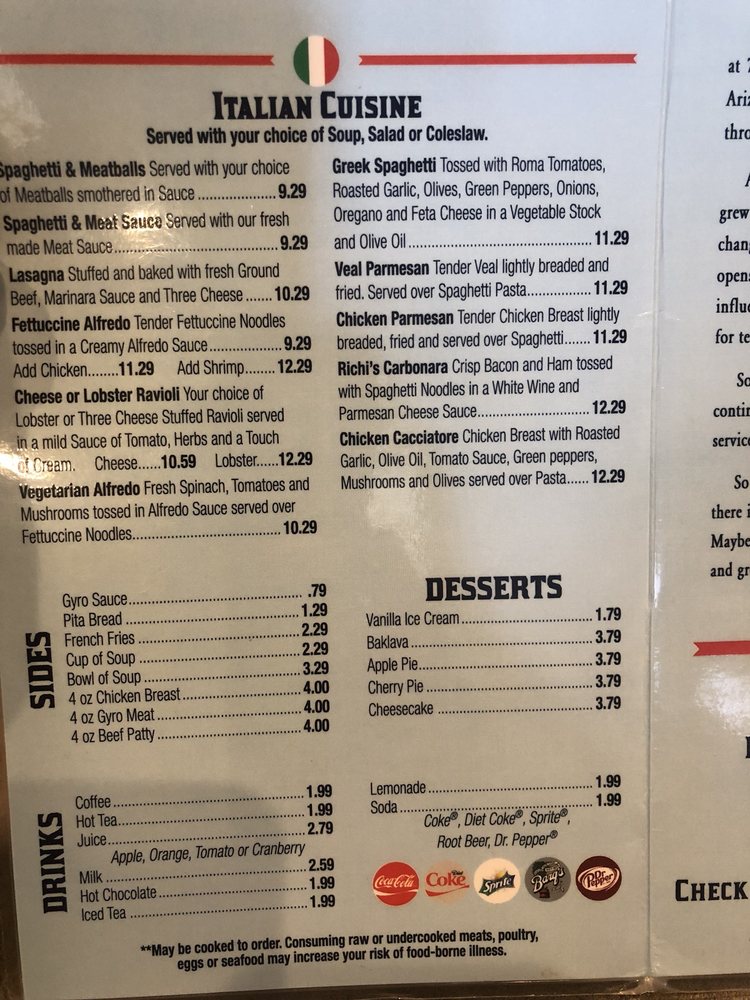 ITALIAN CUISINE
Served with your choice of Soup, Salad or Coleslaw.
Spaghetti & Meatballs Served with your choice
of Meatballs smothered in Sauce ................. 9.29
Spaghetti & Meat Sauce Served with our fresh
made Meat Sauce................................... 9.29
Lasagna Stuffed and baked with fresh Ground
Beef, Marinara Sauce and Three Cheese ....... 10.29
Fettuccine Alfredo Tender Fettuccine Noodles
tossed in a Creamy Alfredo Sauce................... 9.29
Add Chicken........11.29 Add Shrimp........ 12.29
Cheese or Lobster Ravioli Your choice of
Lobster or Three Cheese Stuffed Ravioli served
in a mild Sauce of Tomato, Herbs and a Touch
of Cream. Cheese......10.59 Lobster......12.29
Vegetarian Alfredo Fresh Spinach, Tomatoes and
Mushrooms tossed in Alfredo Sauce served over
Fettuccine Noodles....................................... 10.29
Greek Spaghetti Tossed with Roma Tomatoes,
Roasted Garlic, Olives, Green Peppers, Onions,
Oregano and Feta Cheese in a Vegetable Stock
and Olive Oil ................................................ 11.29
Veal Parmesan Tender Veal lightly breaded and
fried. Served over Spaghetti Pasta................. 11.29
Chicken Parmesan Tender Chicken Breast lightly
breaded, fried and served over Spaghetti....... 11.29
Richi's Carbonara Crisp Bacon and Ham tossed
with Spaghetti Noodles in a White Wine and
Parmesan Cheese Sauce.............................. 12.29
Chicken Cacciatore Chicken Breast with Roasted
Garlic, Olive Oil, Tomato Sauce, Green peppers,
Mushrooms and Olives served over Pasta...... 12.29
SIDES
Gyro Sauce.............................................. .79
Pita Bread ............................................... 1.29
French Fries ............................................ 2.29
Cup of Soup ............................................ 2.29
Bowl of Soup ........................................... 3.29
4 oz Chicken Breast ................................. 4.00
4 oz Gyro Meat ........................................ 4.00
4 oz Beef Patty ........................................ 4.00
DESSERTS
Vanilla Ice Cream ................................... 1.79
Baklava .................................................. 3.79
Apple Pie................................................. 3.79
Cherry Pie ............................................... 3.79
Cheesecake ............................................ 3.79
DRINKS
Coffee ..................................................... 1.99
Hot Tea.................................................... 1.99
Juice........................................................ 2.79
Apple, Orange, Tomato or Cranberry
Milk ......................................................... 2.59
Hot Chocolate.......................................... 1.99
Iced Tea .................................................. 1.99
Lemonade................................................ 1.99
Soda ........................................................ 1.99
Coke®, Diet Coke®, Sprite®,
Root Beer, Dr. Pepper®
Coca-Cola
Diet Coke
Sprite
Barq's
Dr Pepper
**May be cooked to order. Consuming raw or undercooked meats, poultry,
eggs or seafood may increase your risk of food-borne illness.
at
thro
grew
open
for te
So
contin
service
So
there i
Maybe
and gr
CHECK